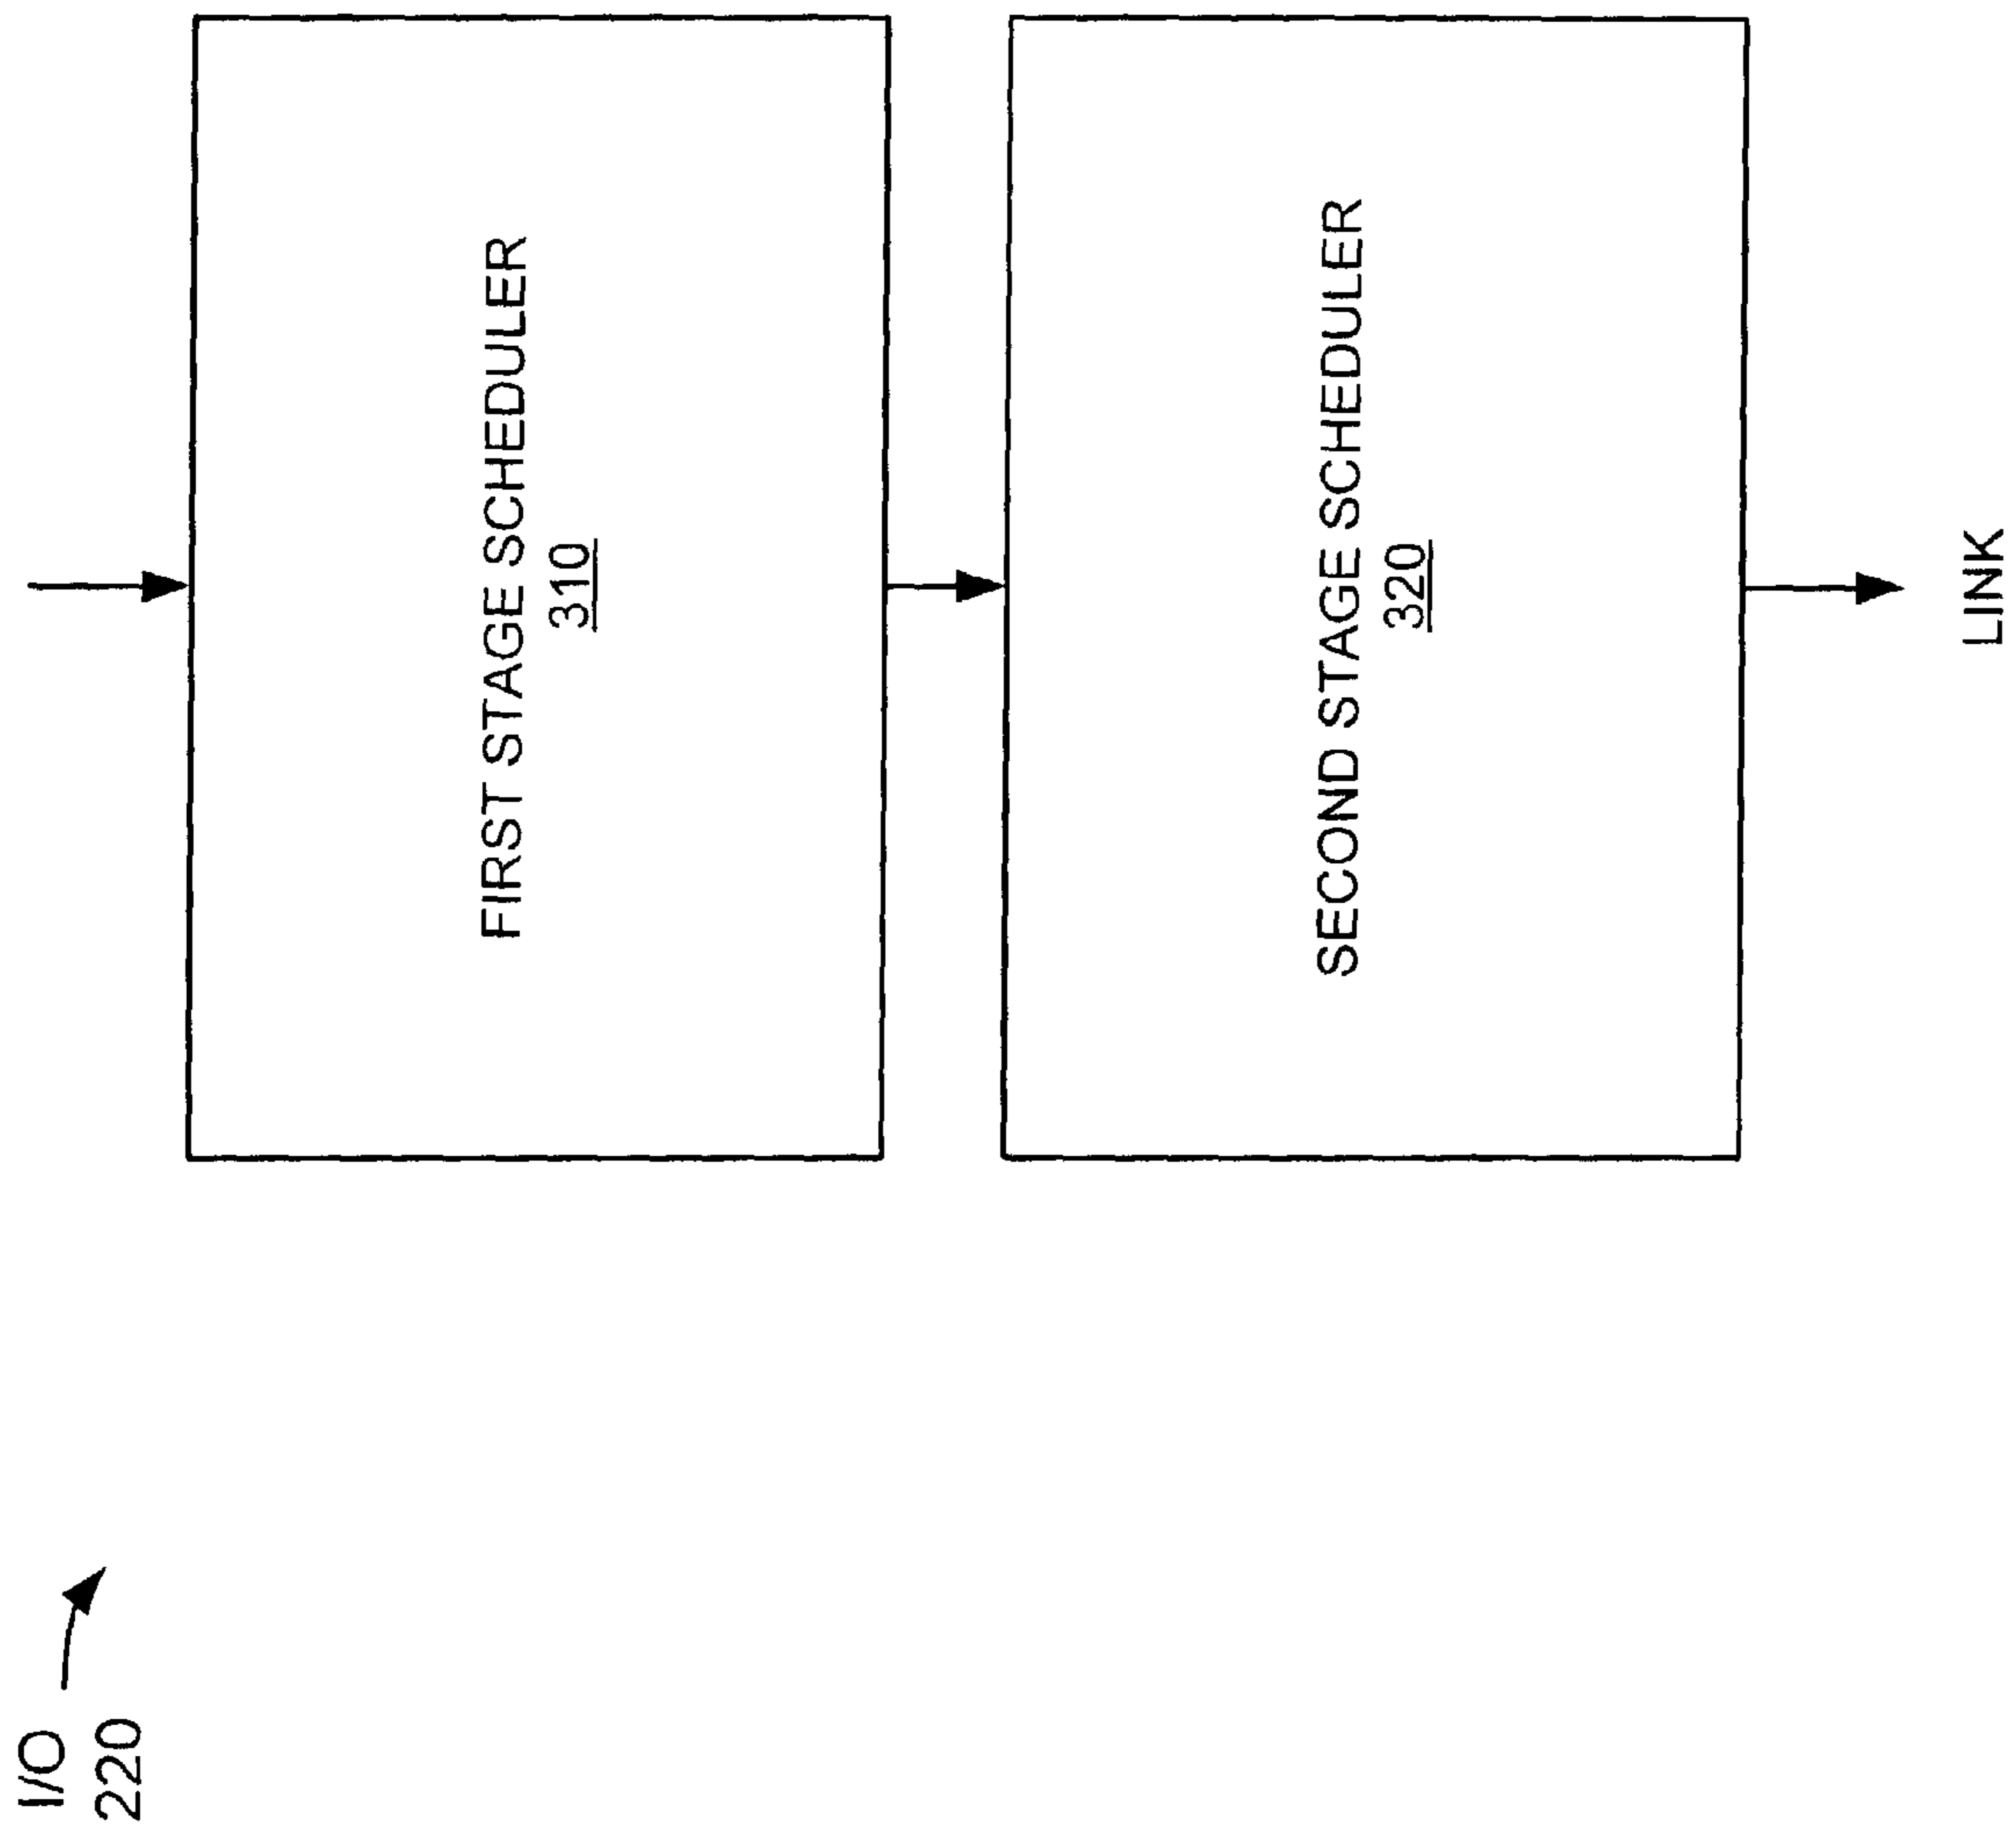 I/O
220
FIRST STAGE SCHEDULER
310
SECOND STAGE SCHEDULER
320
LINK